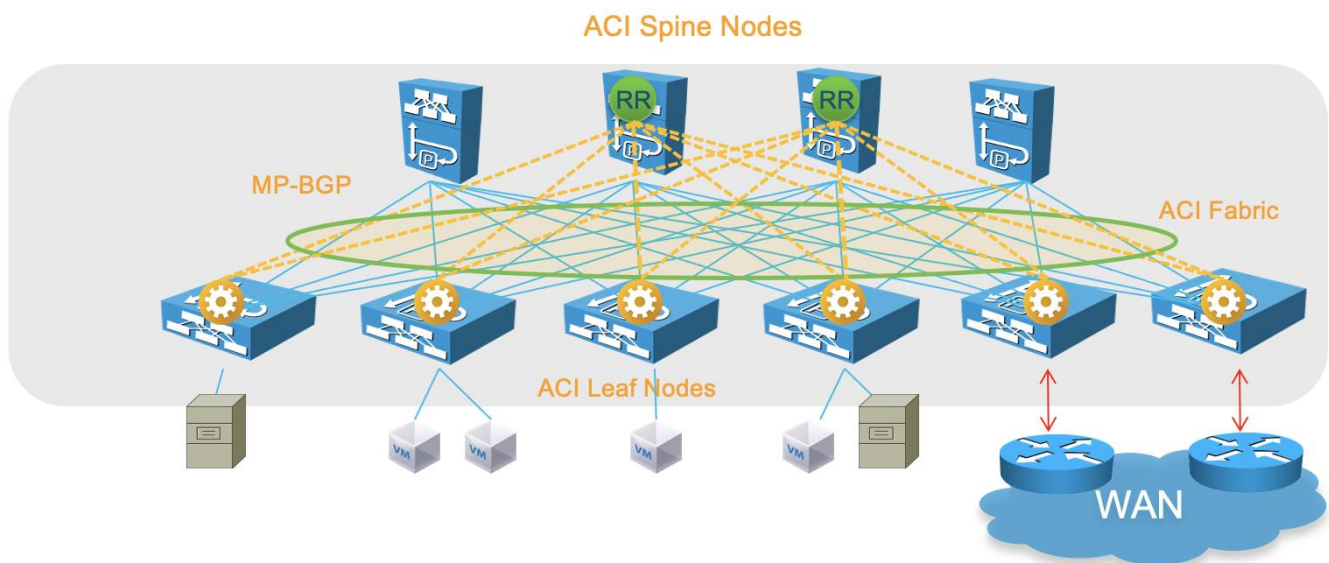 ACI Spine Nodes
RR
RR
P
P
P
P
MP-BGP
ACI Fabric
ACI Leaf Nodes
VM
VM
VM
VM
WAN